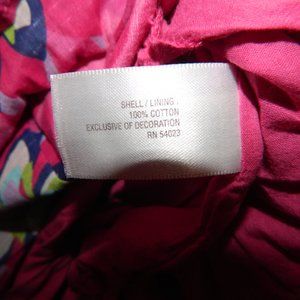 SHELL / LINING :
100% COTTON
EXCLUSIVE OF DECORATION
RN 54023